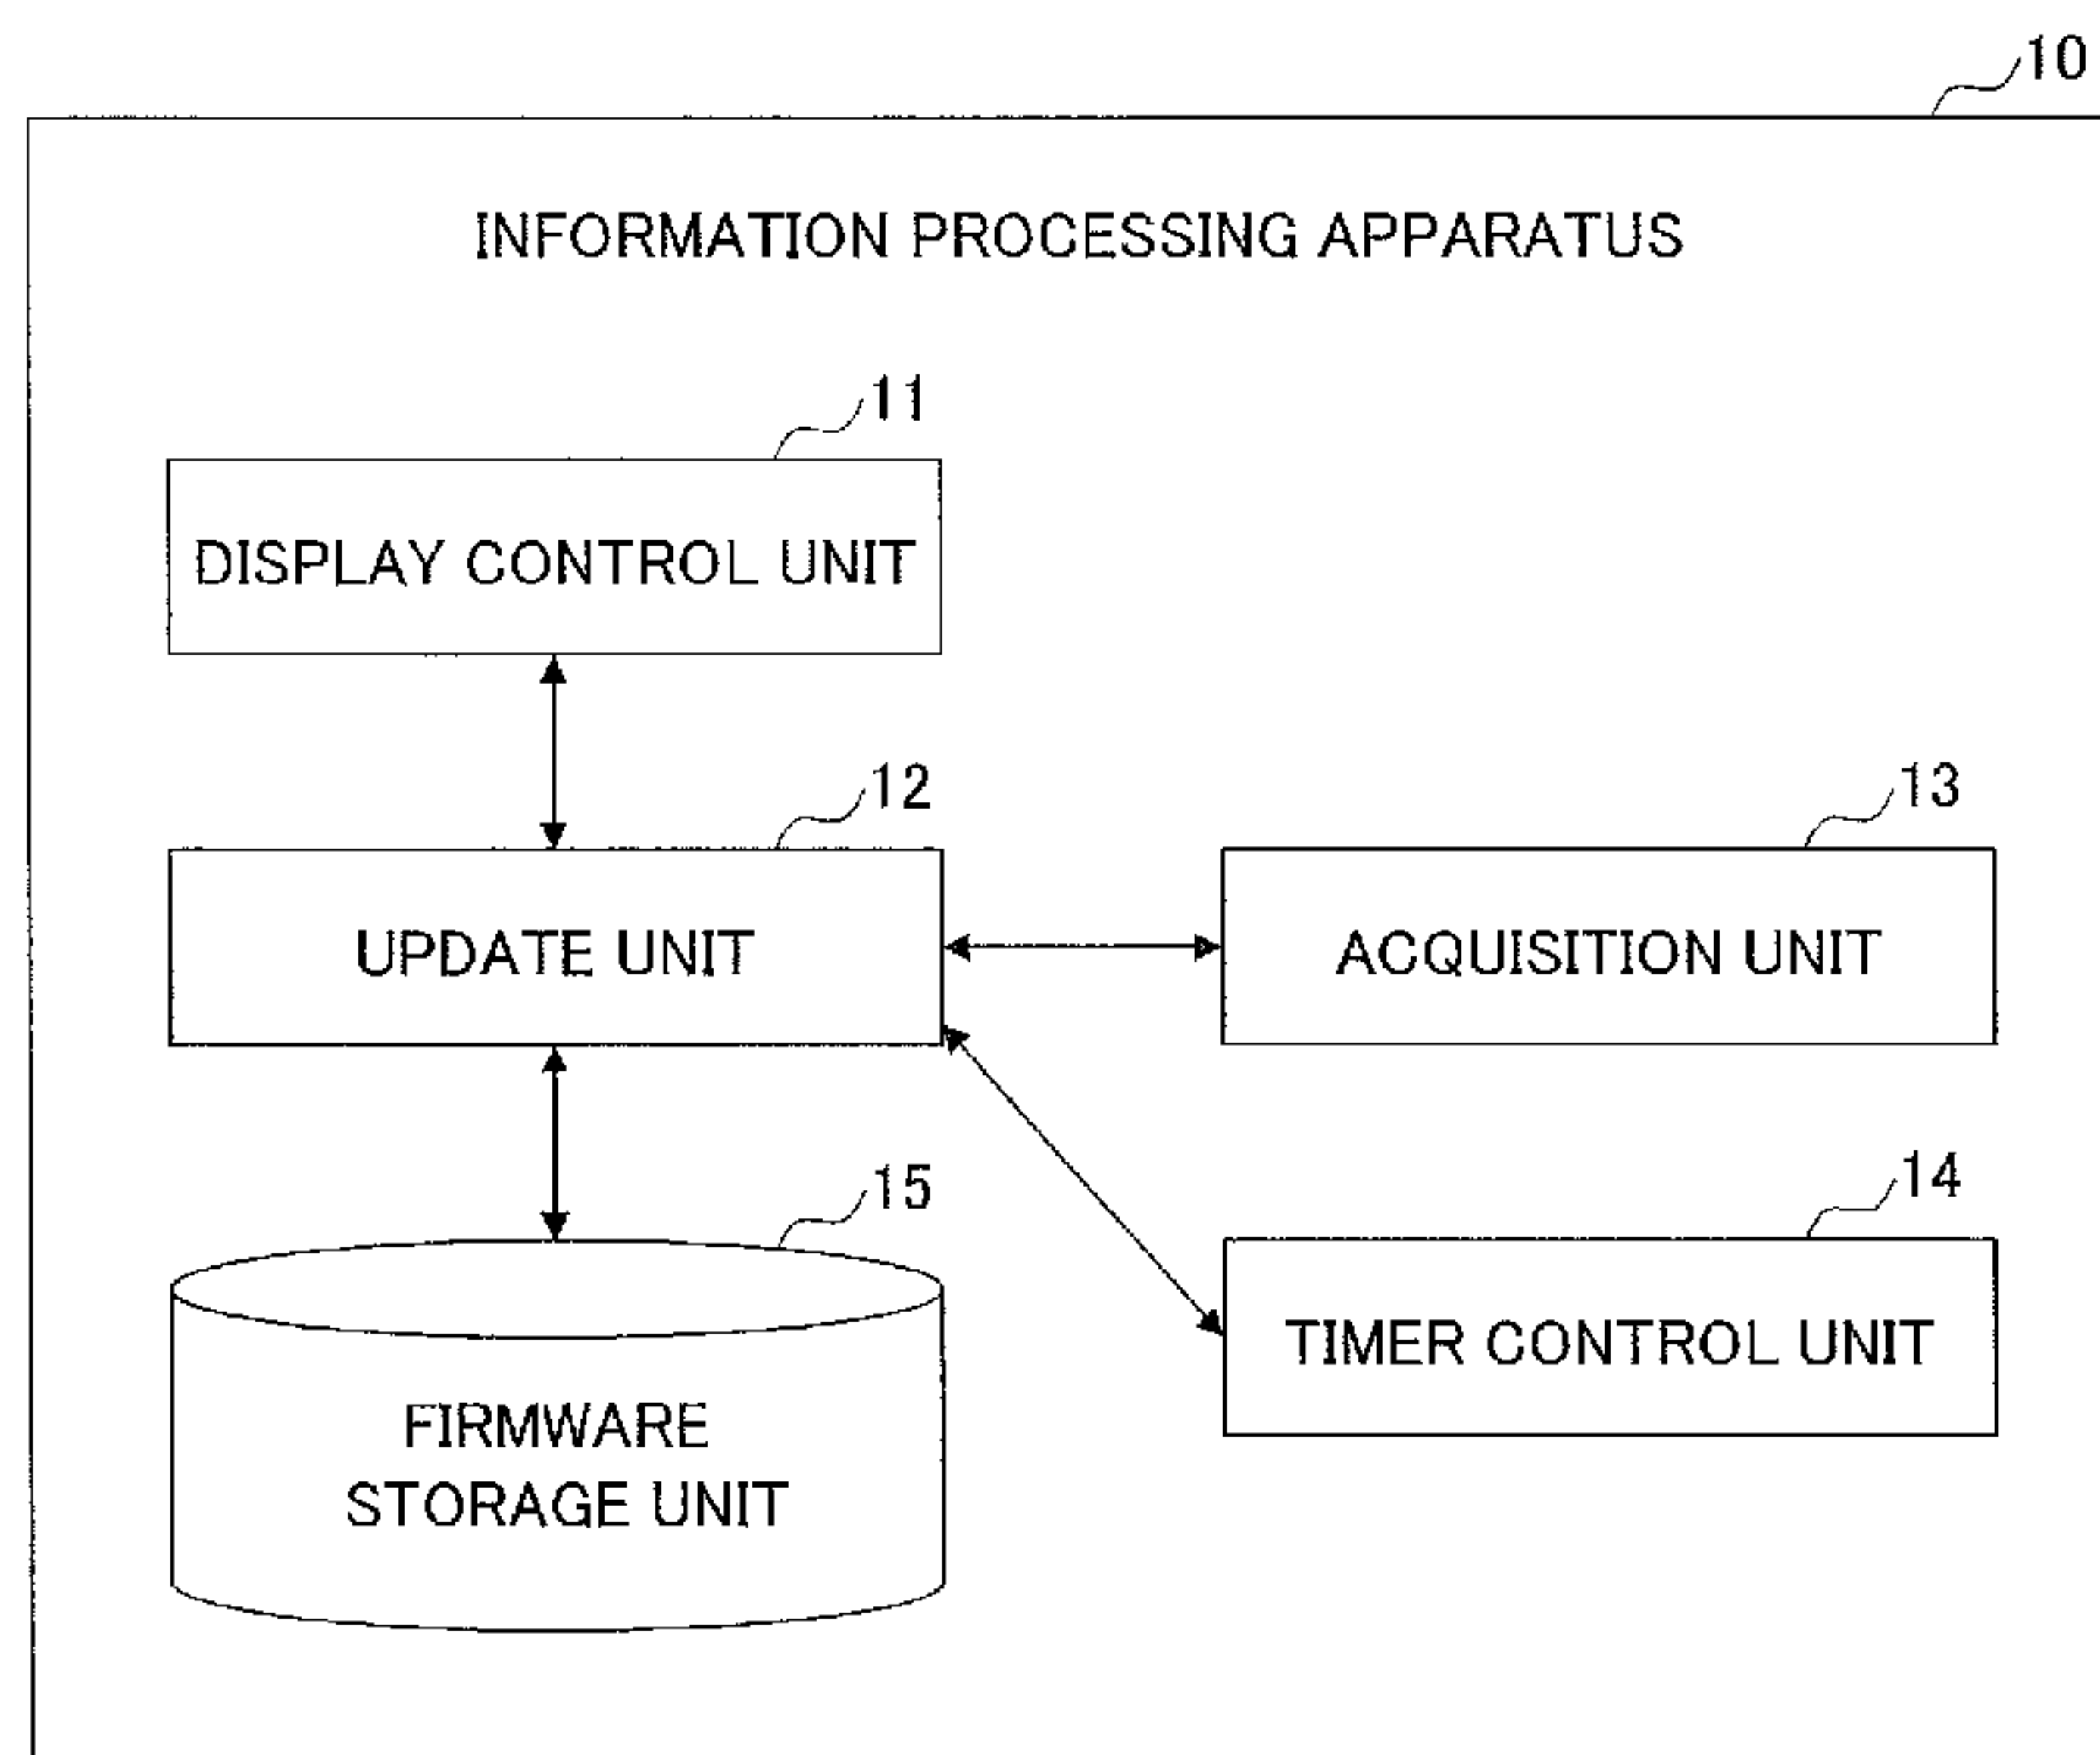 10
INFORMATION PROCESSING APPARATUS
11
DISPLAY CONTROL UNIT
12
13
UPDATE UNIT
ACQUISITION UNIT
15
14
TIMER CONTROL UNIT
FIRMWARE
STORAGE UNIT